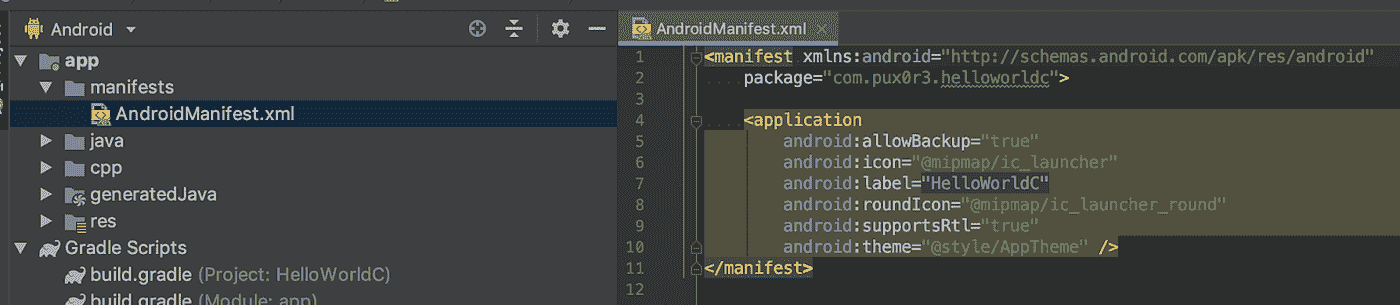 Android
app
manifests
AndroidManifest.xml
java
cpp
generatedJava
res
Gradle Scripts
build.gradle (Project: HelloWorldC)
build.gradle (Module: app)
AndroidManifest.xml
1 <manifest xmlns:android="http://schemas.android.com/apk/res/android"
2 package="com.pux0r3.helloworldc">
3
4 <application
5 android:allowBackup="true"
6 android:icon="@mipmap/ic_launcher"
7 android:label="HelloWorldC"
8 android:roundIcon="@mipmap/ic_launcher_round"
9 android:supportsRtl="true"
10 android:theme="@style/AppTheme" />
11 </manifest>
12